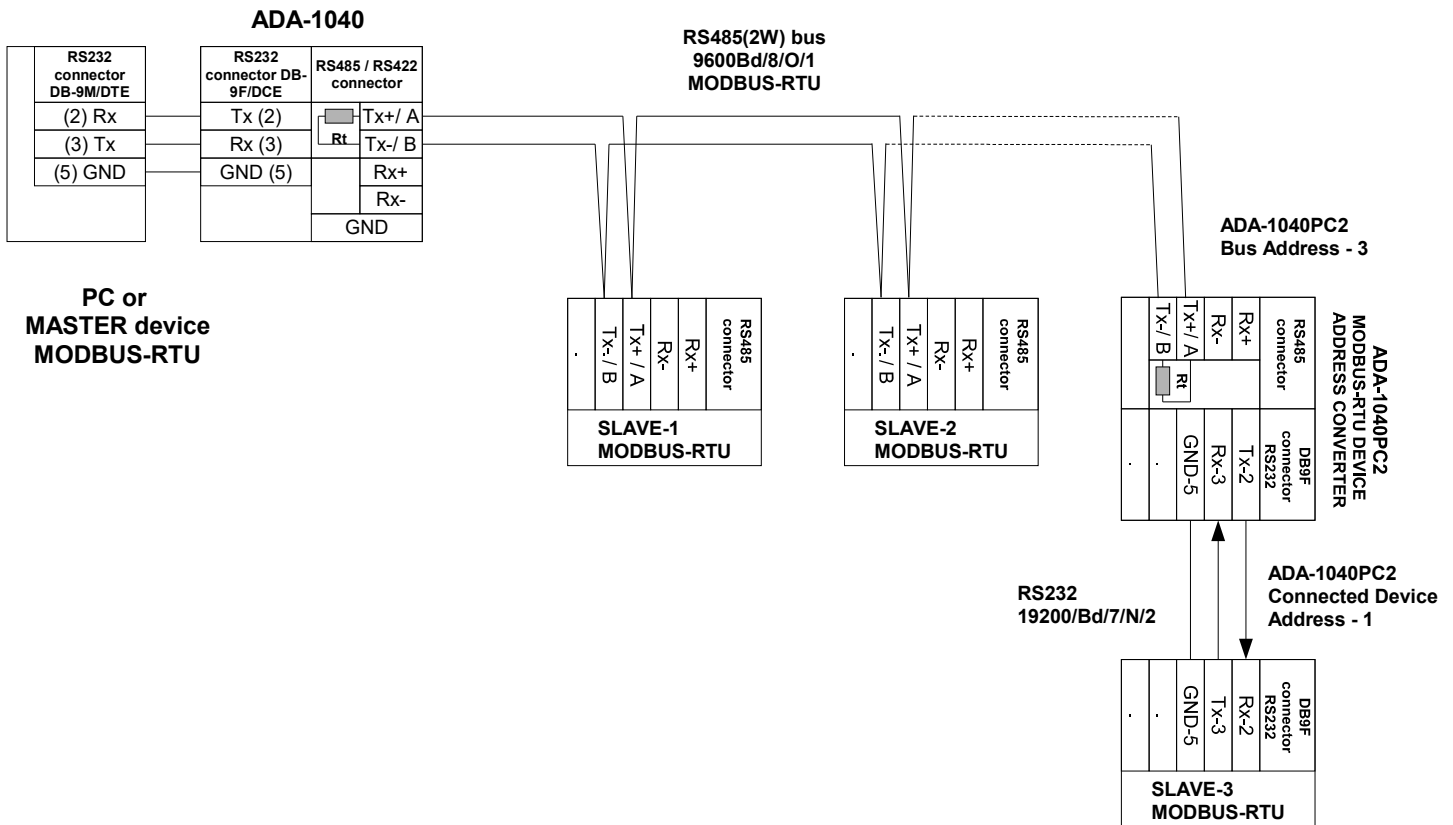 ADA-1040
RS232
connector
DB-9M/DTE
(2) Rx
(3) Tx
(5) GND
RS232
connector DB-
9F/DCE
Tx (2)
Rx (3)
GND (5)
RS485 / RS422
connector
Rt
Tx+/ A
Tx-/ B
Rx+
Rx-
GND
PC or
MASTER device
MODBUS-RTU
RS485(2W) bus
9600Bd/8/O/1
MODBUS-RTU
RS485
connector
Rx+
Rx-
Tx+ / A
Tx- / B
.
SLAVE-1
MODBUS-RTU
RS485
connector
Rx+
Rx-
Tx+ / A
Tx- / B
.
SLAVE-2
MODBUS-RTU
ADA-1040PC2
Bus Address - 3
ADA-1040PC2
MODBUS-RTU DEVICE
ADDRESS CONVERTER
RS485
connector
Rx+
Rx-
Tx+/ A
Tx-/ B
Rt
DB9F
connector
RS232
Tx-2
Rx-3
GND-5
.
.
RS232
19200/Bd/7/N/2
ADA-1040PC2
Connected Device
Address - 1
DB9F
connector
RS232
Rx-2
Tx-3
GND-5
.
.
SLAVE-3
MODBUS-RTU